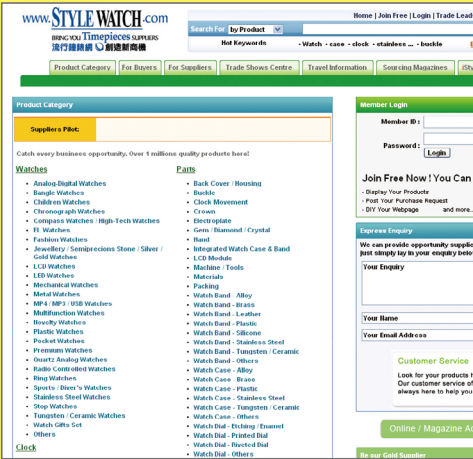 www.STYLE WATCH.com
BRING YOU Timepieces SUPPLIERS
流行鐘錶網 創造新商機
Home | Join Free | Login | Trade Lead
Search For by Product
Hot Keywords - Watch - case - clock - stainless ... - buckle
Product Category For Buyers For Suppliers Trade Shows Centre Travel Information Sourcing Magazines iSty
Product Category
Suppliers Pilot:
Catch every business opportunity. Over 1 millions quality products here!
Watches
• Analog-Digital Watches
• Bangle Watches
• Children Watches
• Chronograph Watches
• Compass Watches / High-Tech Watches
• EL Watches
• Fashion Watches
• Jewellery / Semiprecions Stone / Silver /
Gold Watches
• LCD Watches
• LED Watches
• Mechanical Watches
• Metal Watches
• MP4 / MP3 / USB Watches
• Multifunction Watches
• Novelty Watches
• Plastic Watches
• Pocket Watches
• Premium Watches
• Quartz Analog Watches
• Radio Controlled Watches
• Ring Watches
• Sports / Diver's Watches
• Stainless Steel Watches
• Stop Watches
• Tungsten / Ceramic Watches
• Watch Gifts Set
• Others
Clock
Parts
• Back Cover / Housing
• Buckle
• Clock Movement
• Crown
• Electroplate
• Gem / Diamond / Crystal
• Hand
• Integrated Watch Case & Band
• LCD Module
• Machine / Tools
• Materials
• Packing
• Watch Band - Alloy
• Watch Band - Brass
• Watch Band - Leather
• Watch Band - Plastic
• Watch Band - Silicone
• Watch Band - Stainless Steel
• Watch Band - Tungsten / Ceramic
• Watch Band - Others
• Watch Case - Alloy
• Watch Case - Brass
• Watch Case - Plastic
• Watch Case - Stainless Steel
• Watch Case - Tungsten / Ceramic
• Watch Case - Others
• Watch Dial - Etching / Enamel
• Watch Dial - Printed Dial
• Watch Dial - Riveted Dial
• Watch Dial - Others
Member Login
Member ID :
Password :
Login
Join Free Now ! You Can
- Display Your Products
- Post Your Purchase Request
- DIY Your Webpage and more..
Express Enquiry
We can provide opportunity supplie
just simply lay in your enquiry belo
Your Enquiry
Your Name
Your Email Address
Customer Service
Look for your products h
Our customer service of
always here to help you
Online / Magazine Ad
Be our Gold Supplier